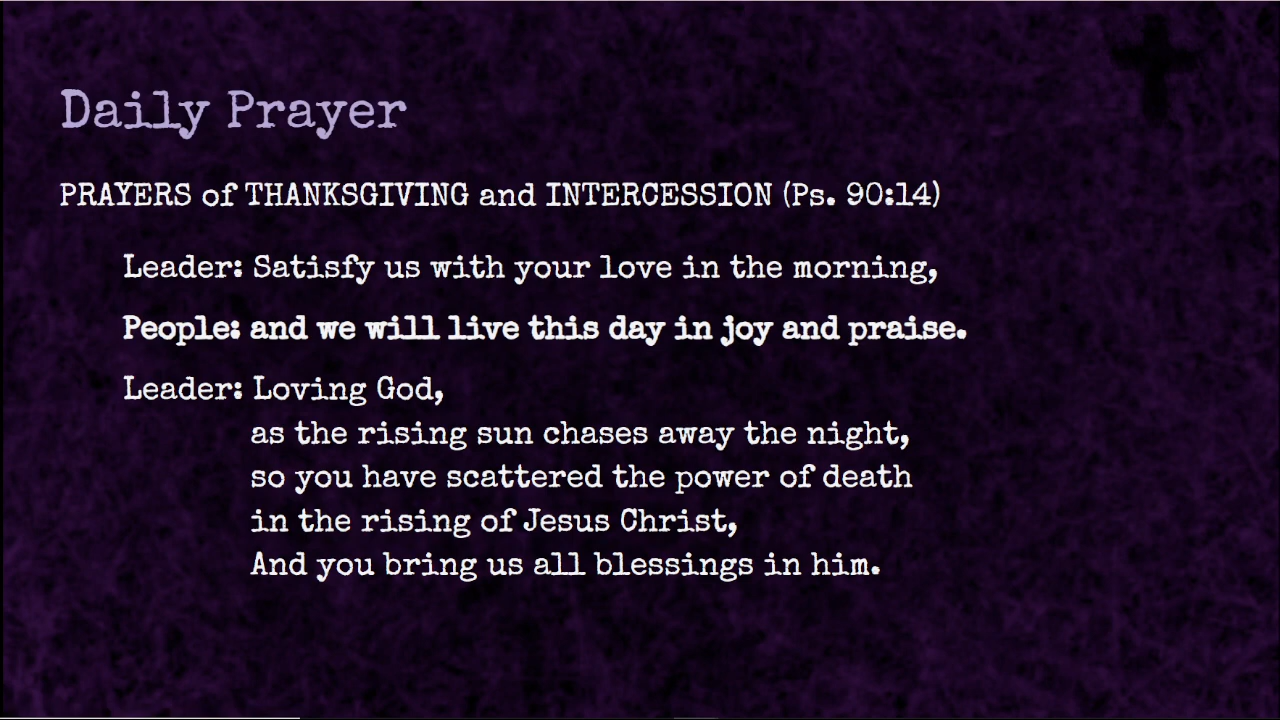 Daily Prayer
PRAYERS of THANKSGIVING and INTERCESSION (Ps. 90:14)
Leader: Satisfy us with your love in the morning,
People: and we will live this day in joy and praise.
Leader: Loving God,
as the rising sun chases away the night,
so you have scattered the power of death
in the rising of Jesus Christ,
And you bring us all blessings in him.